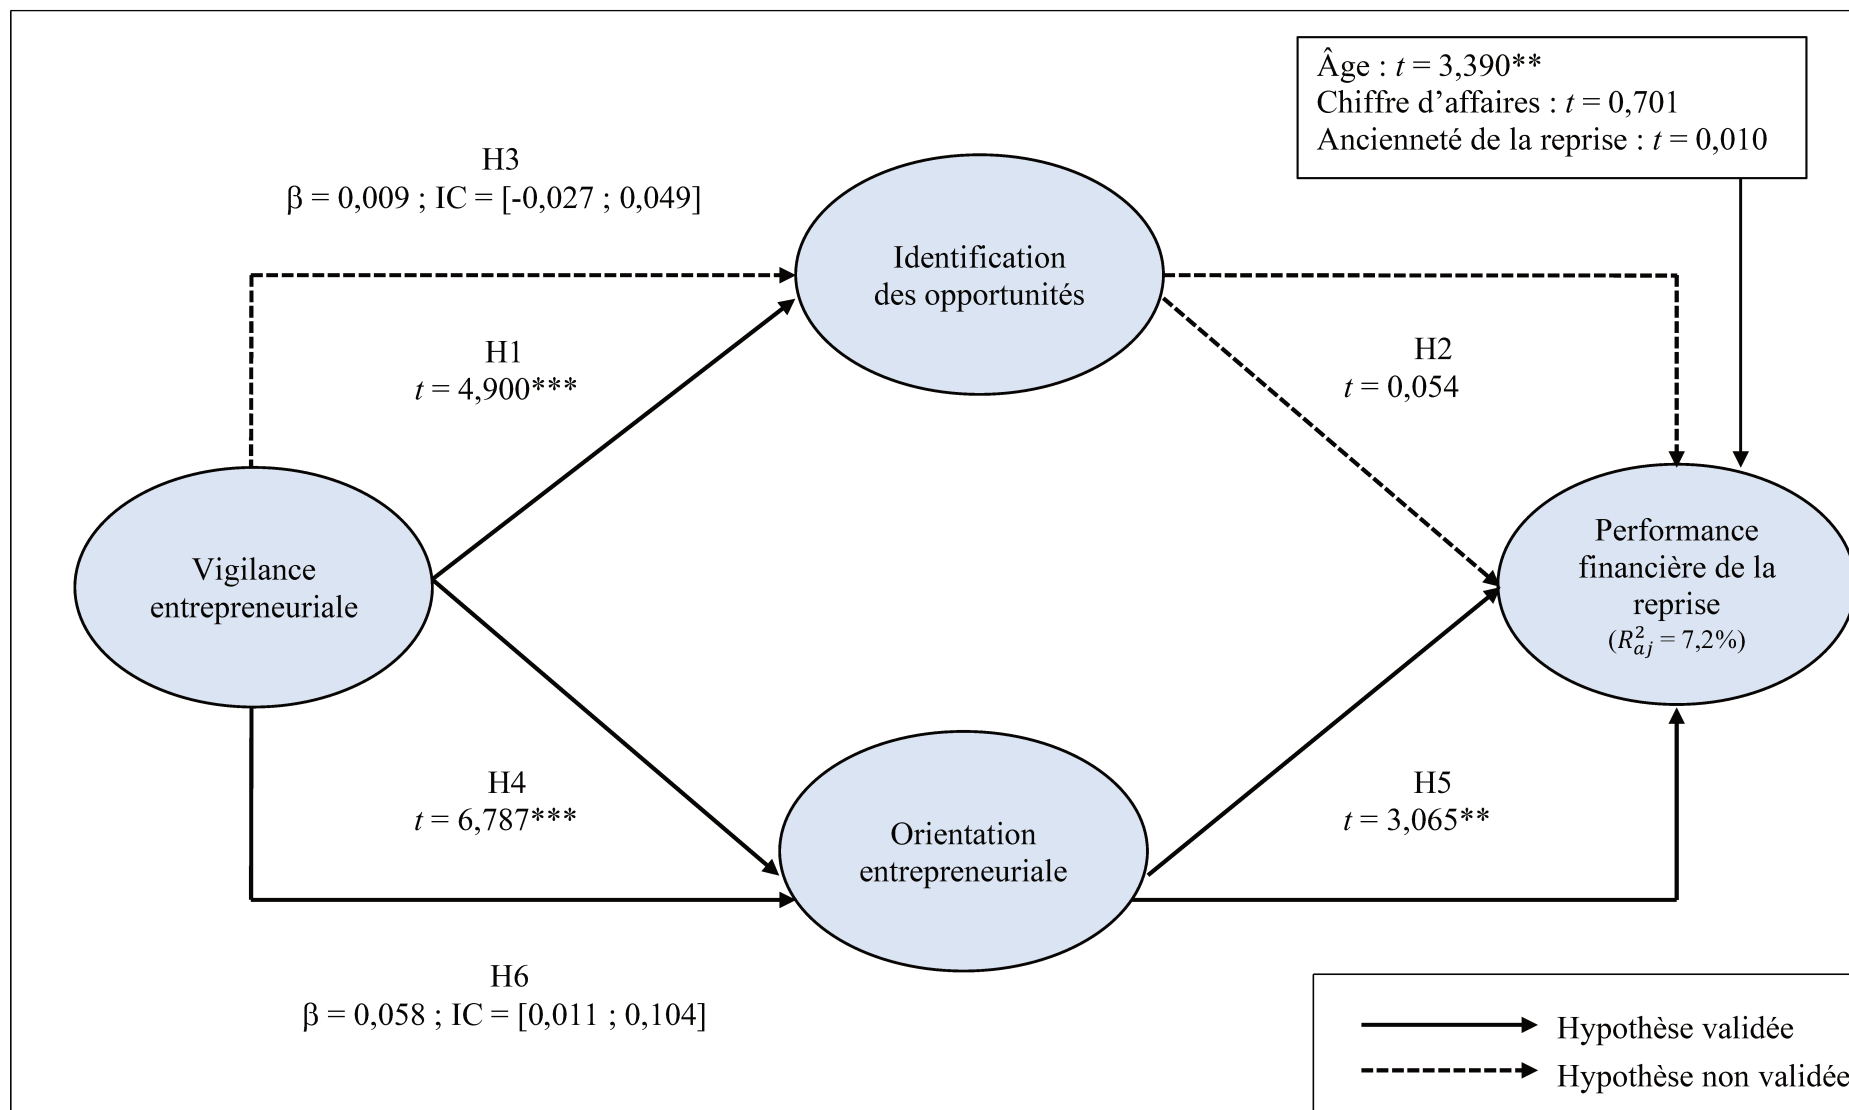 Âge : t = 3,390**
Chiffre d’affaires : t = 0,701
Ancienneté de la reprise : t = 0,010
H3
β = 0,009 ; IC = [-0,027 ; 0,049]
Identification
des opportunités
H1
t = 4,900***
H2
t = 0,054
Vigilance
entrepreneuriale
Performance
financière de la
reprise
(R²aj = 7,2%)
H4
t = 6,787***
Orientation
entrepreneuriale
H5
t = 3,065**
H6
β = 0,058 ; IC = [0,011 ; 0,104]
Hypothèse validée
Hypothèse non validée